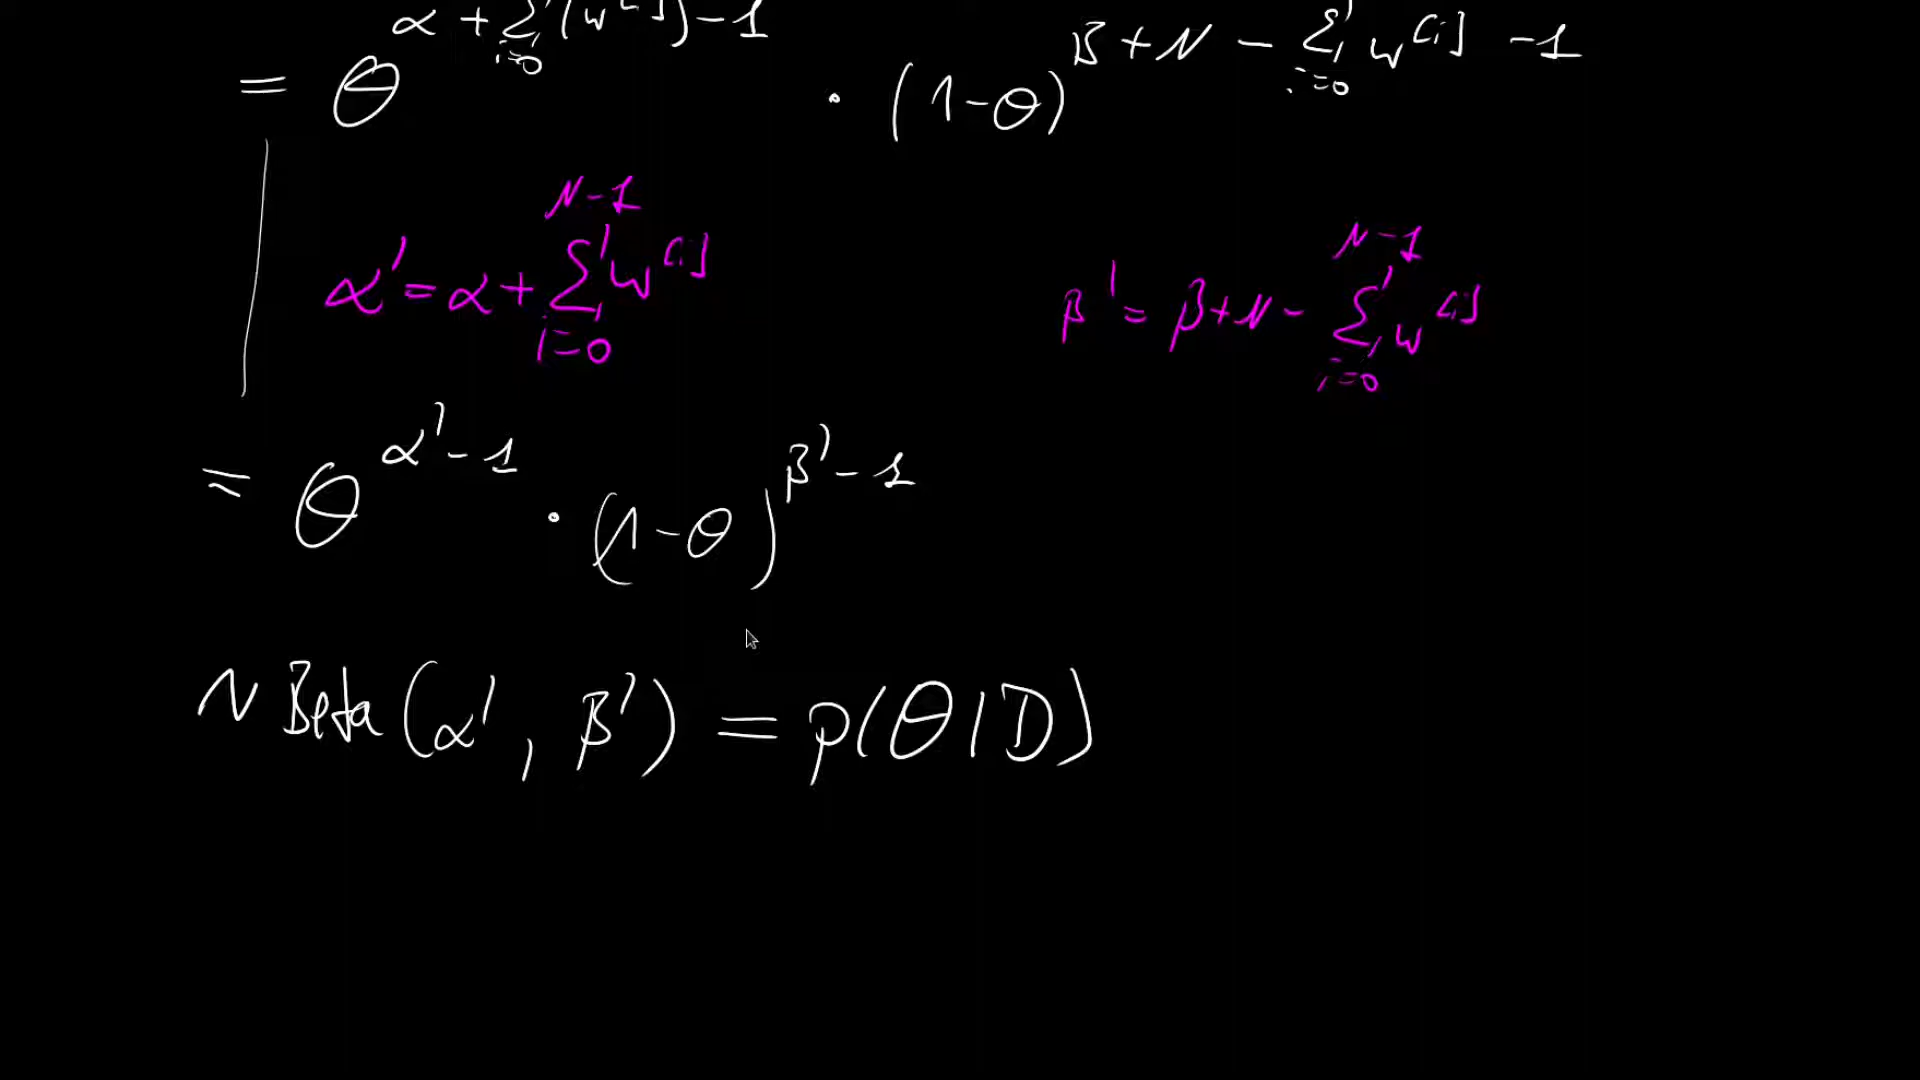 = θ^{α + Σ_{i=0} (w^{[i]}) - 1} · (1-θ)^{β + N - Σ_{i=0} w^{[i]} - 1}
α' = α + Σ_{i=0}^{N-1} w^{[i]}    β' = β + N - Σ_{i=0}^{N-1} w^{[i]}
= θ^{α'-1} · (1-θ)^{β'-1}
~ Beta(α', β') = p(θ|D)